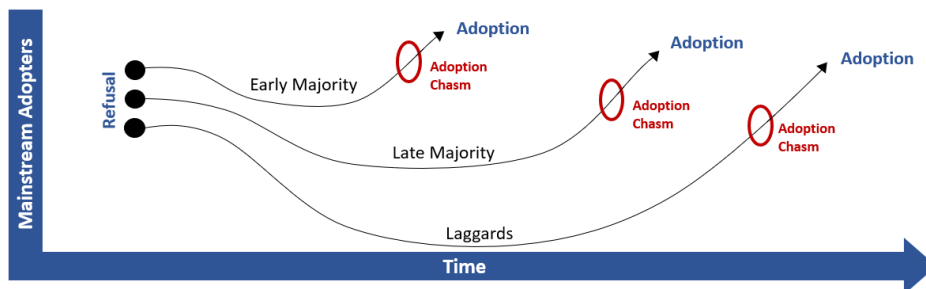 Mainstream Adopters
Refusal
Early Majority
Adoption
Adoption
Chasm
Late Majority
Adoption
Adoption
Chasm
Laggards
Adoption
Adoption
Chasm
Time